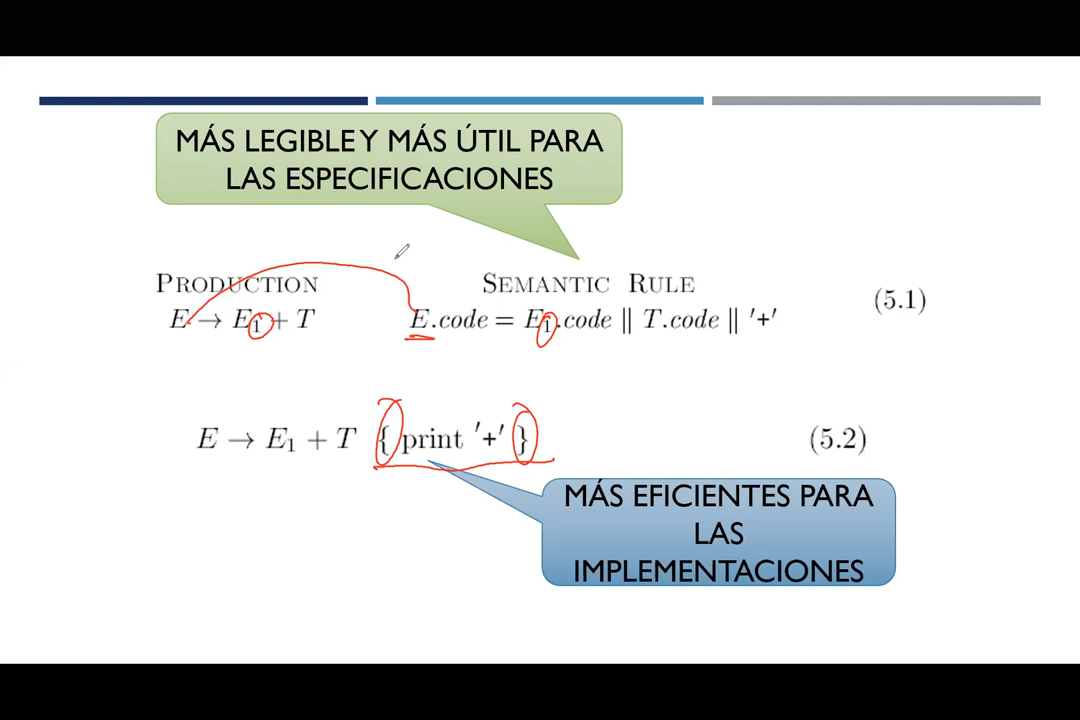 MÁS LEGIBLE Y MÁS ÚTIL PARA
LAS ESPECIFICACIONES
PRODUCTION SEMANTIC RULE
E → E₁ + T E.code = E₁.code || T.code || '+' (5.1)
E → E₁ + T { print '+' } (5.2)
MÁS EFICIENTES PARA
LAS
IMPLEMENTACIONES